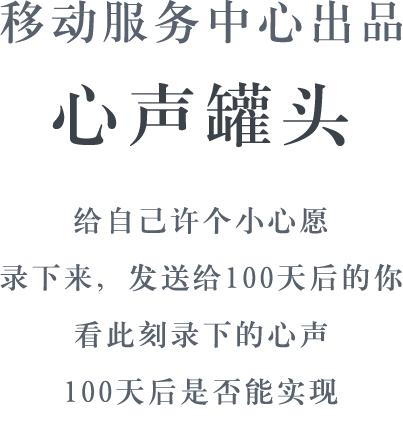 移动服务中心出品
心声罐头
给自己许个小心愿
录下来，发送给100天后的你
看此刻录下的心声
100天后是否能实现